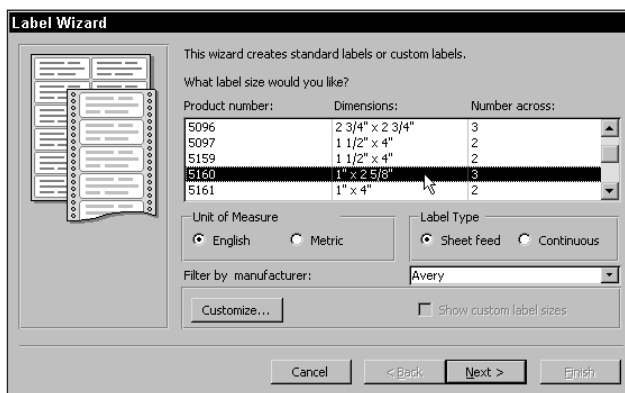 Label Wizard
This wizard creates standard labels or custom labels.
What label size would you like?
Product number: Dimensions: Number across:
5096 2 3/4" x 2 3/4" 3
5097 1 1/2" x 4" 2
5159 1 1/2" x 4" 2
5160 1" x 2 5/8" 3
5161 1" x 4" 2
Unit of Measure Label Type
English Metric Sheet feed Continuous
Filter by manufacturer: Avery
Customize... Show custom label sizes
Cancel < Back Next > Finish